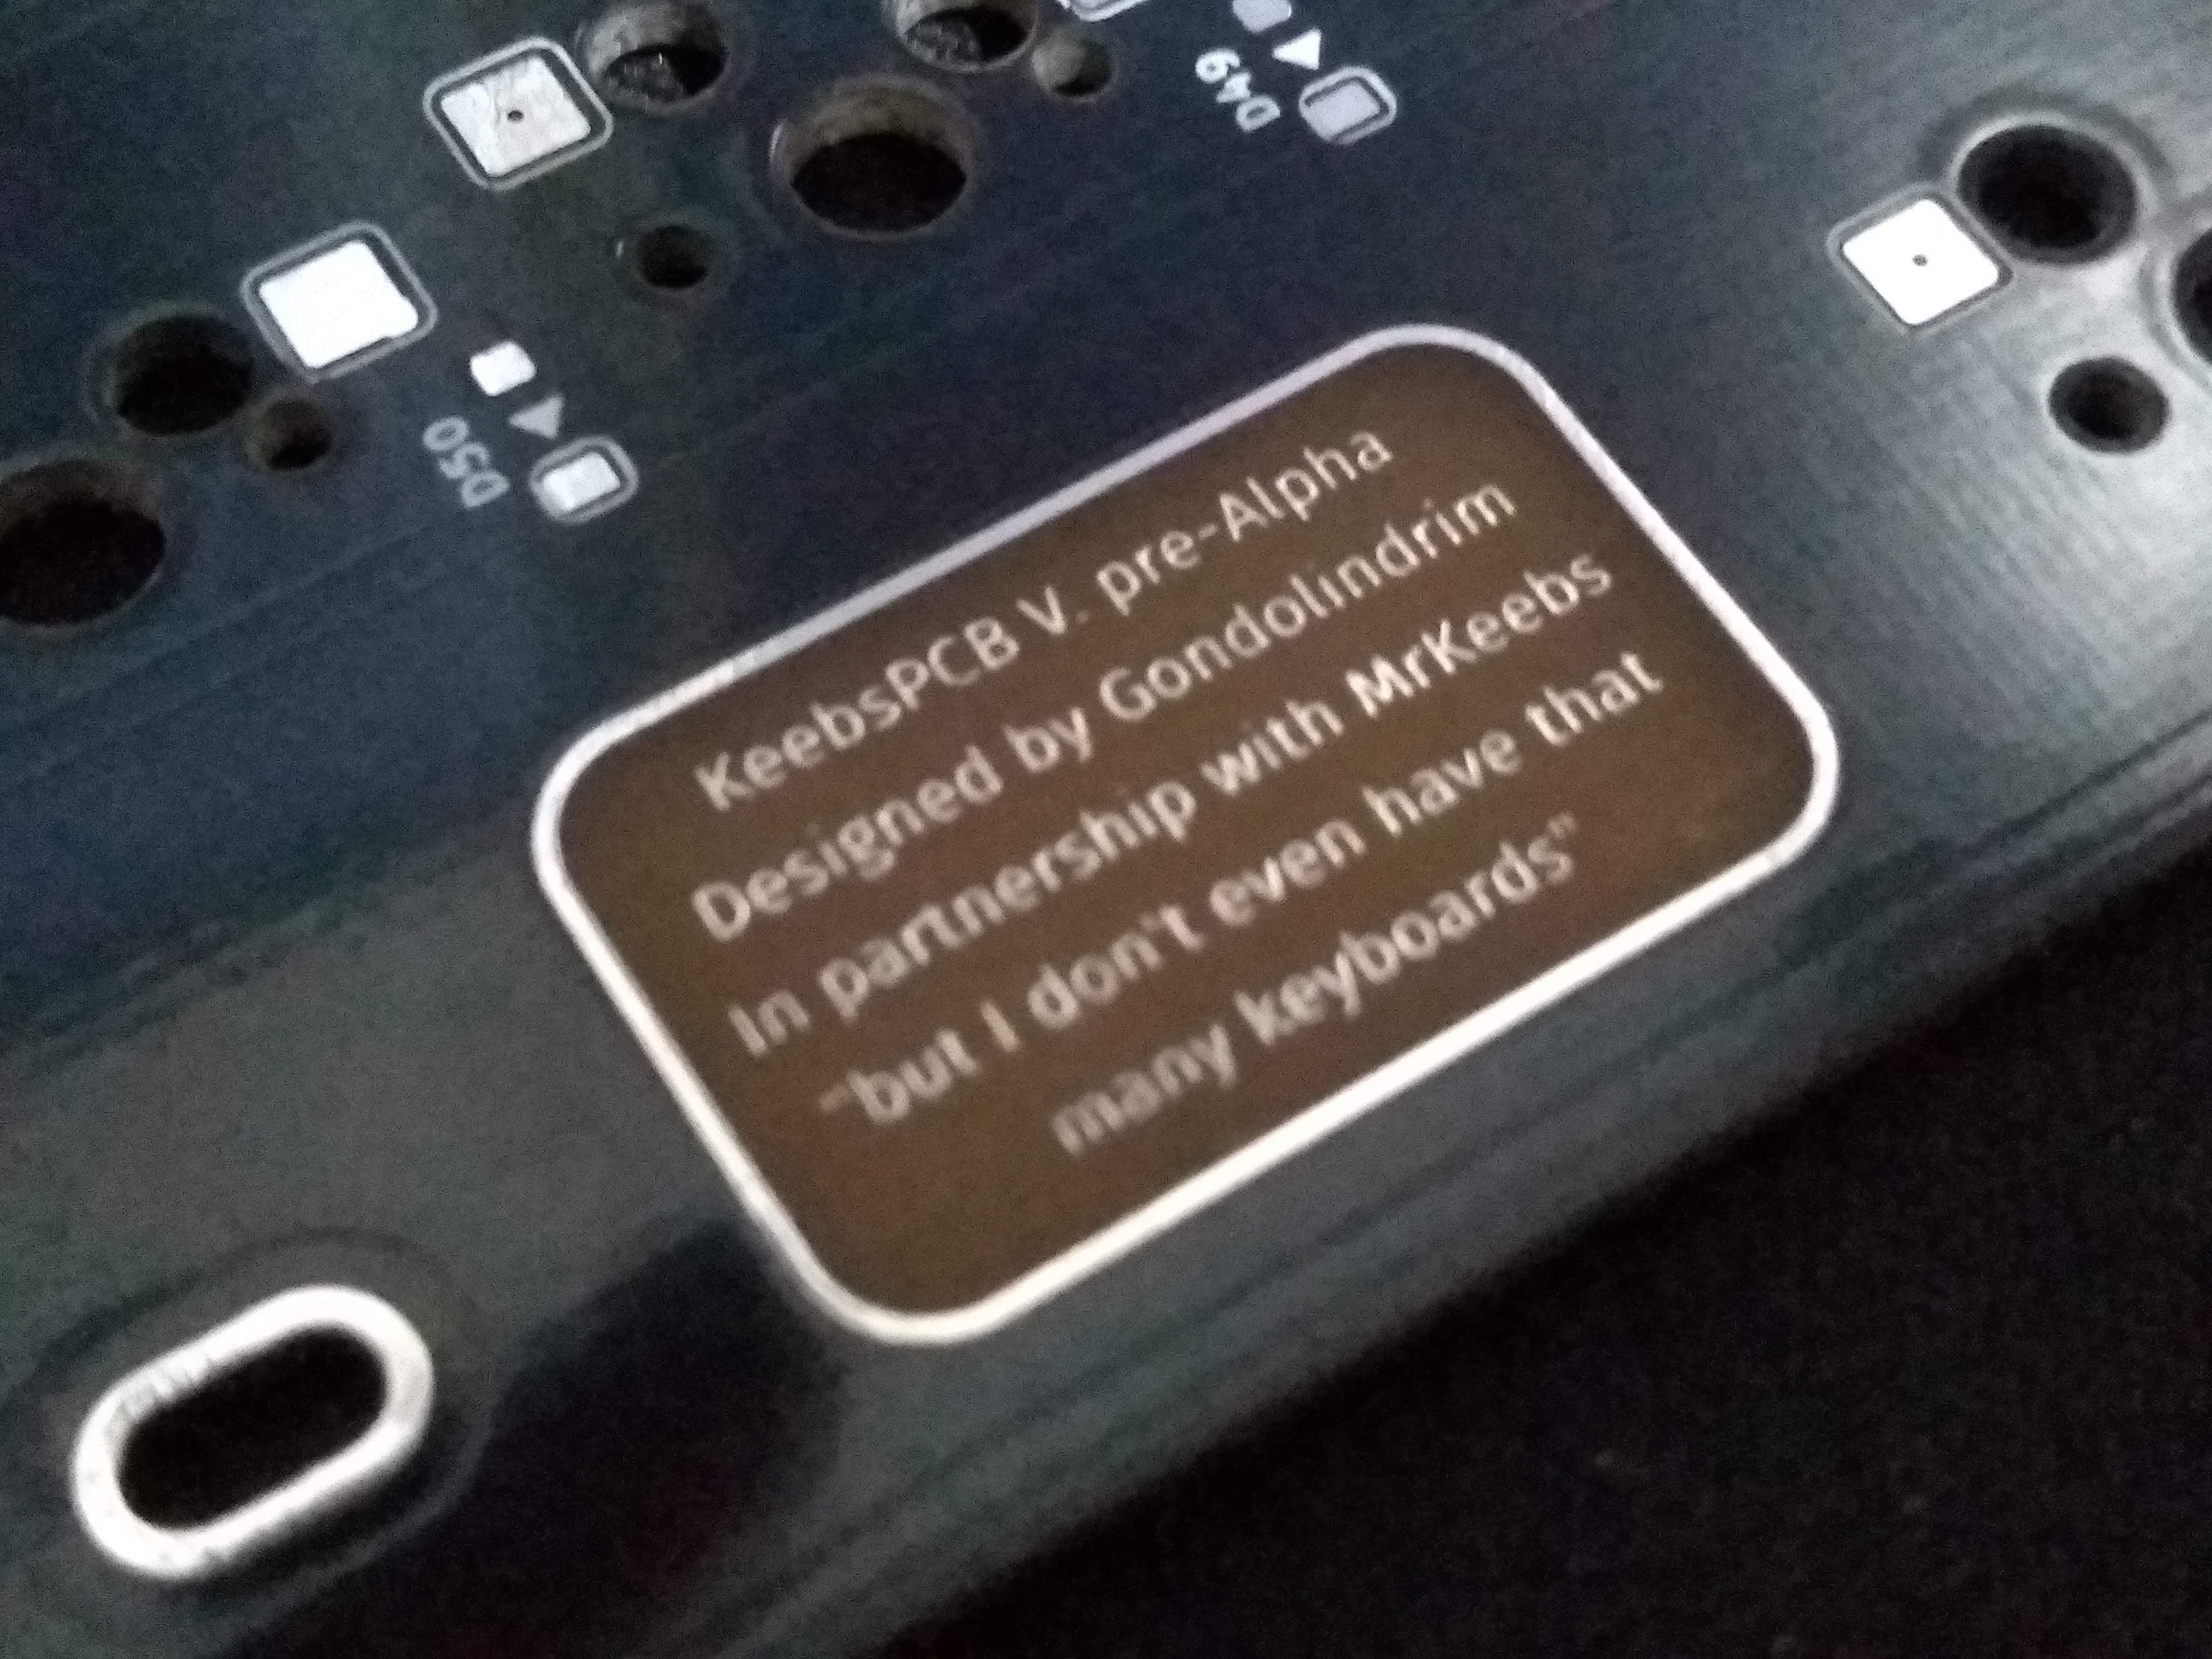 D49
D50
KeebsPCB V. pre-Alpha
Designed by Gondolindrim
In partnership with MrKeebs
"but I don't even have that
many keyboards"